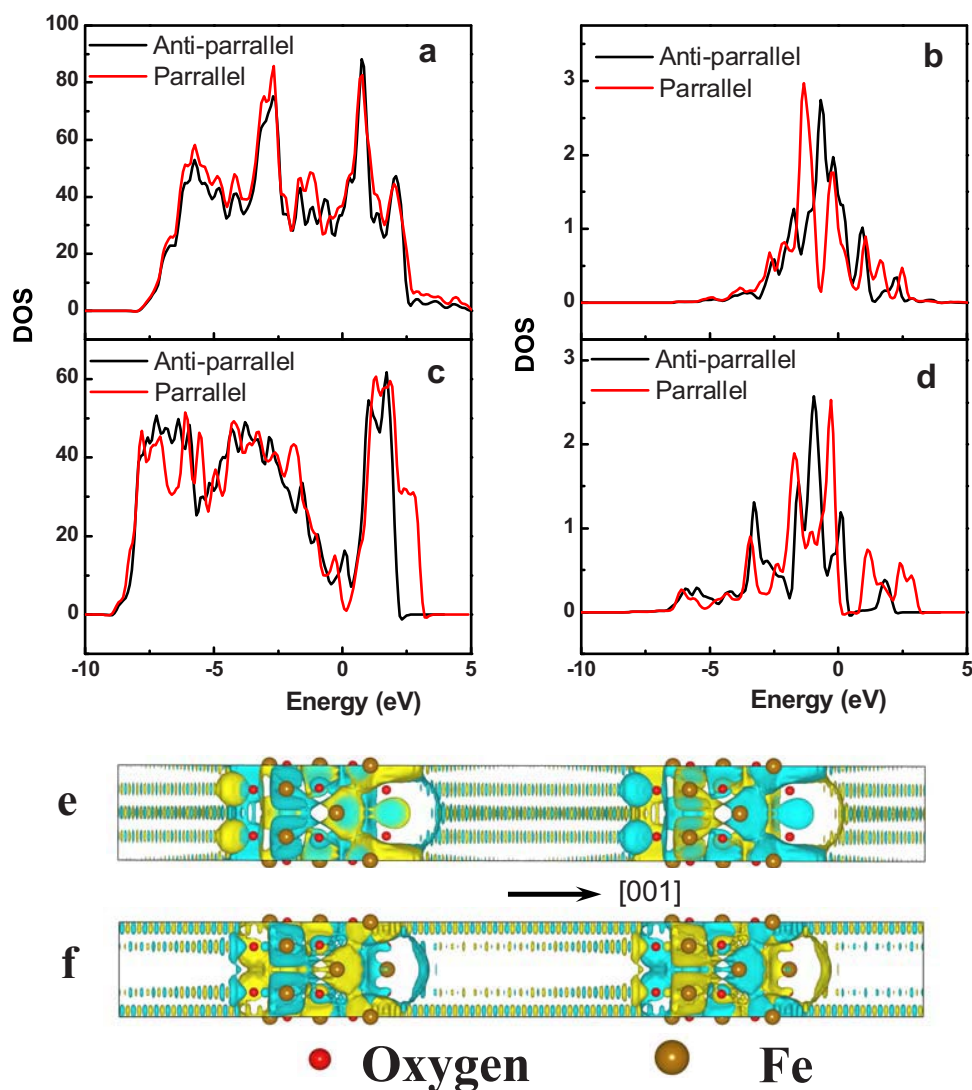 100
80
60
40
20
0
DOS
Anti-parrallel
Parrallel
a
3
2
1
0
DOS
Anti-parrallel
Parrallel
b
60
40
20
0
Anti-parrallel
Parrallel
c
-10 -5 0 5
Energy (eV)
3
2
1
0
Anti-parrallel
Parrallel
d
-10 -5 0 5
Energy (eV)
e
[001]
f
Oxygen
Fe